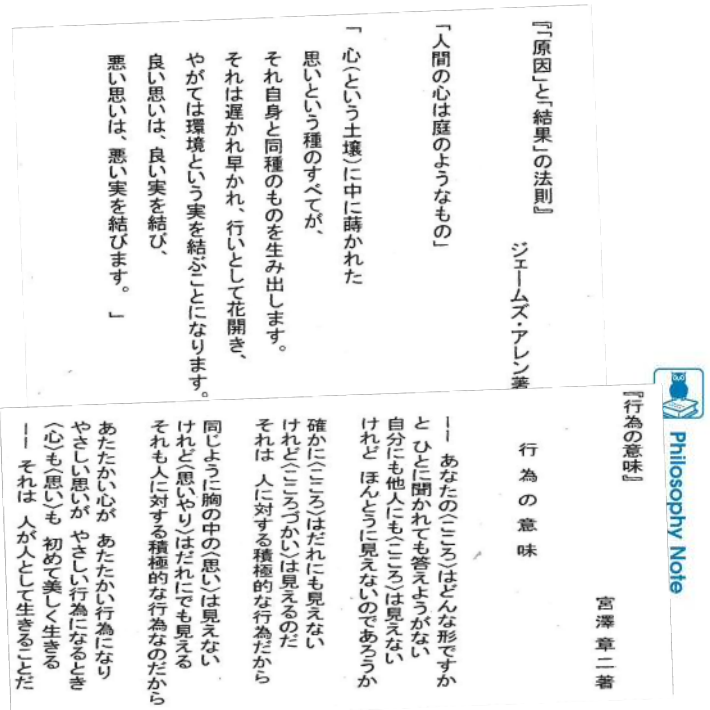 『「原因」と「結果」の法則』
ジェームズ・アレン著
「人間の心は庭のようなもの」
「 心〈という土壌〉に中に蒔かれた
思いという種のすべてが、
それ自身と同種のものを生み出します。
それは遅かれ早かれ、行いとして花開き、
やがては環境という実を結ぶことになります。
良い思いは、良い実を結び、
悪い思いは、悪い実を結びます。 」
Philosophy Note
『行為の意味』
宮澤章二著
行為の意味
―― あなたの〈こころ〉はどんな形ですか
と ひとに聞かれても答えようがない
自分にも他人にも〈こころ〉は見えない
けれど ほんとうに見えないのであろうか
確かに〈こころ〉はだれにも見えない
けれど〈こころづかい〉は見えるのだ
それは 人に対する積極的な行為だから
同じように胸の中の〈思い〉は見えない
けれど〈思いやり〉はだれにでも見える
それも人に対する積極的な行為なのだから
あたたかい心が あたたかい行為になり
やさしい思いが やさしい行為になるとき
〈心〉も〈思い〉も 初めて美しく生きる
―― それは 人が人として生きることだ